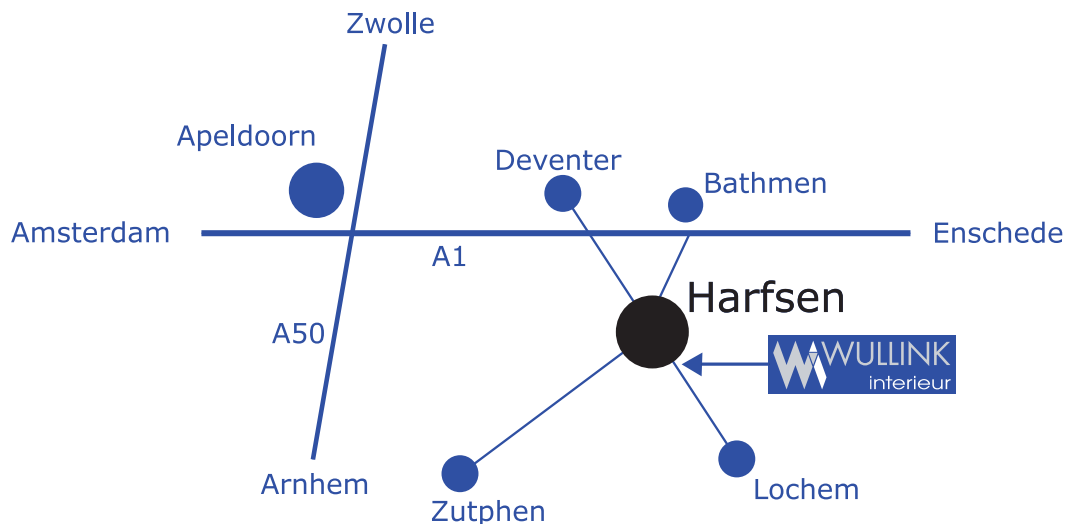 Zwolle
Apeldoorn
Deventer
Bathmen
Amsterdam
Enschede
A1
Harfsen
A50
WULLINK
interieur
Arnhem
Zutphen
Lochem